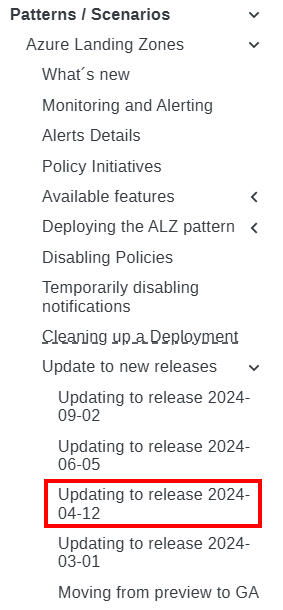 Patterns / Scenarios
Azure Landing Zones
What´s new
Monitoring and Alerting
Alerts Details
Policy Initiatives
Available features
Deploying the ALZ pattern
Disabling Policies
Temporarily disabling
notifications
Cleaning up a Deployment
Update to new releases
Updating to release 2024-
09-02
Updating to release 2024-
06-05
Updating to release 2024-
04-12
Updating to release 2024-
03-01
Moving from preview to GA